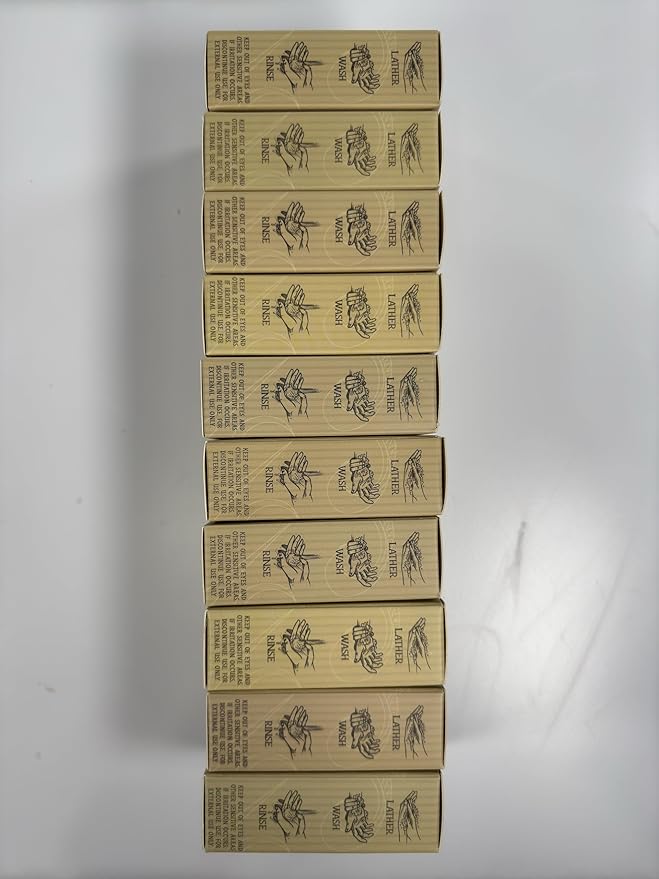 LATHER
WASH
RINSE
KEEP OUT OF EYES AND
OTHER SENSITIVE AREAS.
IF IRRITATION OCCURS,
DISCONTINUE USE FOR
EXTERNAL USE ONLY.
LATHER
WASH
RINSE
KEEP OUT OF EYES AND
OTHER SENSITIVE AREAS.
IF IRRITATION OCCURS,
DISCONTINUE USE FOR
EXTERNAL USE ONLY.
LATHER
WASH
RINSE
KEEP OUT OF EYES AND
OTHER SENSITIVE AREAS.
IF IRRITATION OCCURS,
DISCONTINUE USE FOR
EXTERNAL USE ONLY.
LATHER
WASH
RINSE
KEEP OUT OF EYES AND
OTHER SENSITIVE AREAS.
IF IRRITATION OCCURS,
DISCONTINUE USE FOR
EXTERNAL USE ONLY.
LATHER
WASH
RINSE
KEEP OUT OF EYES AND
OTHER SENSITIVE AREAS.
IF IRRITATION OCCURS,
DISCONTINUE USE FOR
EXTERNAL USE ONLY.
LATHER
WASH
RINSE
KEEP OUT OF EYES AND
OTHER SENSITIVE AREAS.
IF IRRITATION OCCURS,
DISCONTINUE USE FOR
EXTERNAL USE ONLY.
LATHER
WASH
RINSE
KEEP OUT OF EYES AND
OTHER SENSITIVE AREAS.
IF IRRITATION OCCURS,
DISCONTINUE USE FOR
EXTERNAL USE ONLY.
LATHER
WASH
RINSE
KEEP OUT OF EYES AND
OTHER SENSITIVE AREAS.
IF IRRITATION OCCURS,
DISCONTINUE USE FOR
EXTERNAL USE ONLY.
LATHER
WASH
RINSE
KEEP OUT OF EYES AND
OTHER SENSITIVE AREAS.
IF IRRITATION OCCURS,
DISCONTINUE USE FOR
EXTERNAL USE ONLY.
LATHER
WASH
RINSE
KEEP OUT OF EYES AND
OTHER SENSITIVE AREAS.
IF IRRITATION OCCURS,
DISCONTINUE USE FOR
EXTERNAL USE ONLY.